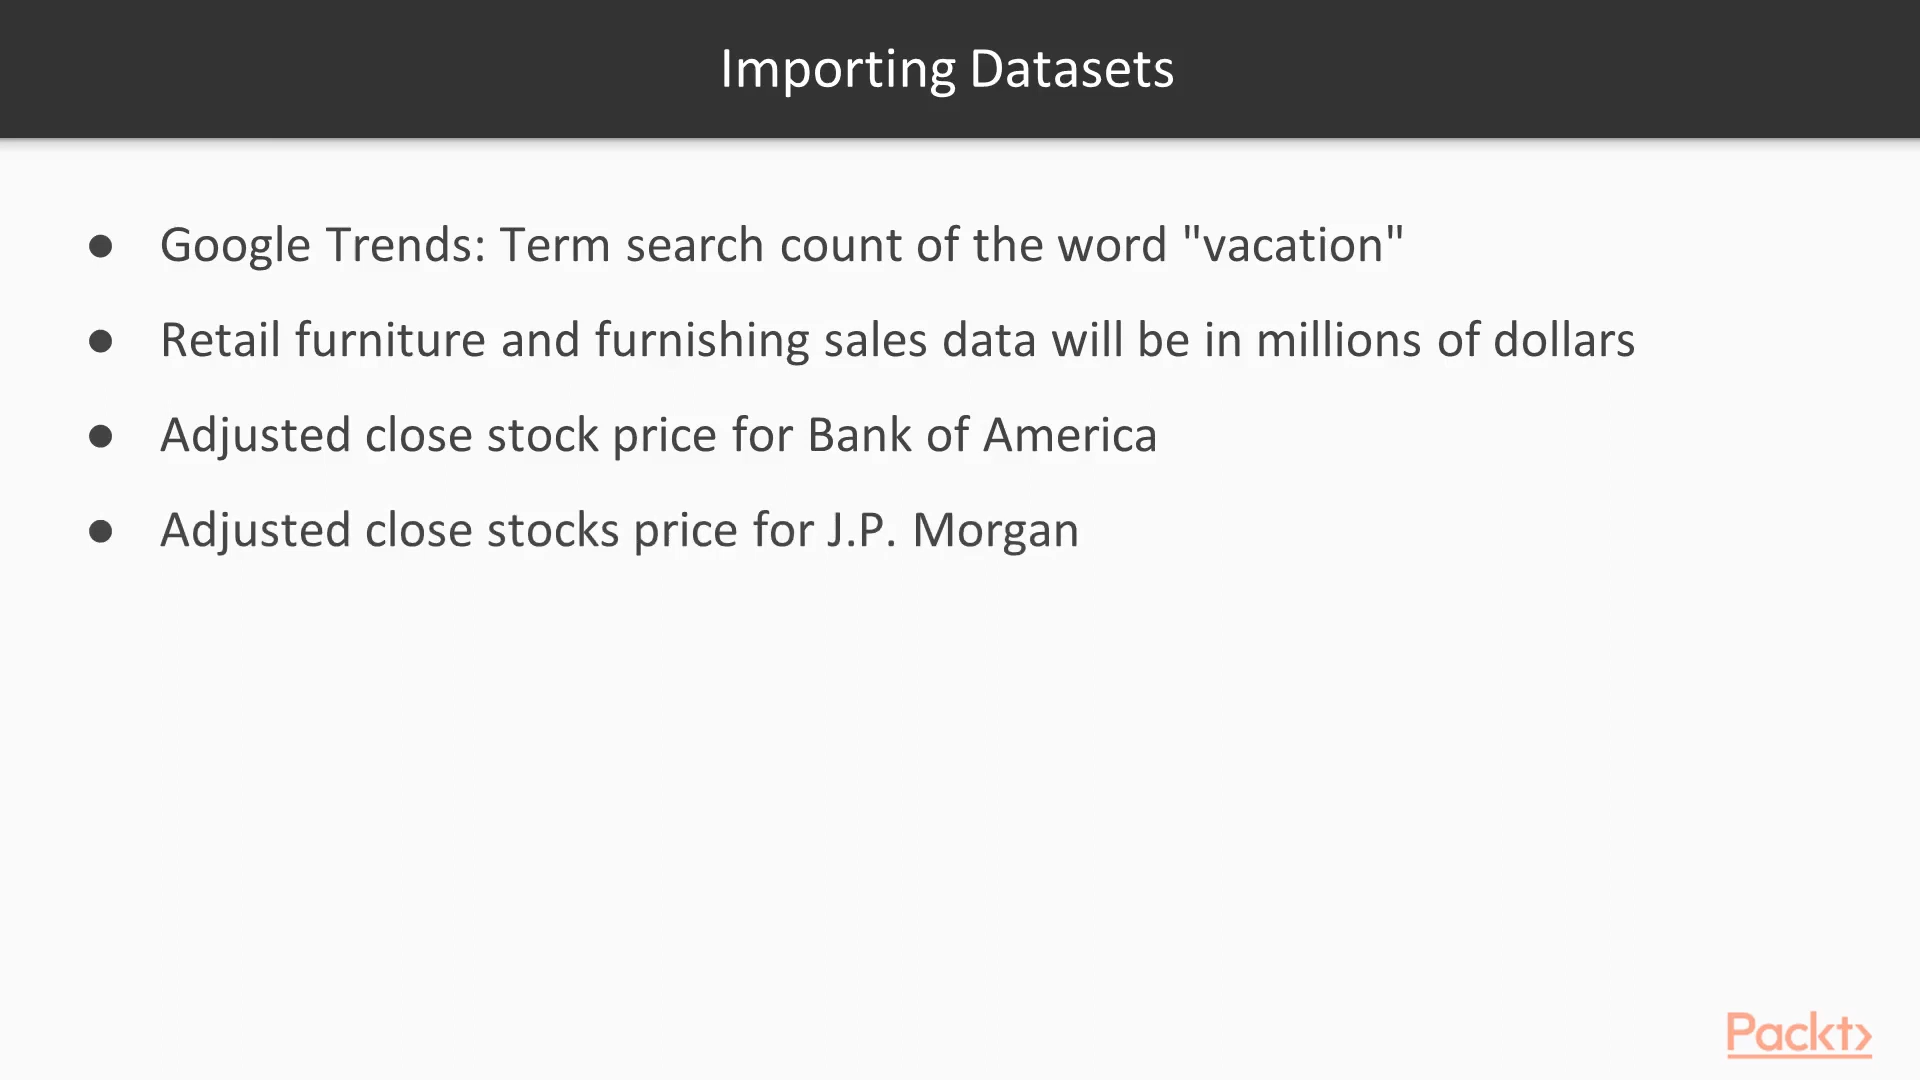 Importing Datasets
● Google Trends: Term search count of the word "vacation"
● Retail furniture and furnishing sales data will be in millions of dollars
● Adjusted close stock price for Bank of America
● Adjusted close stocks price for J.P. Morgan
Packt>